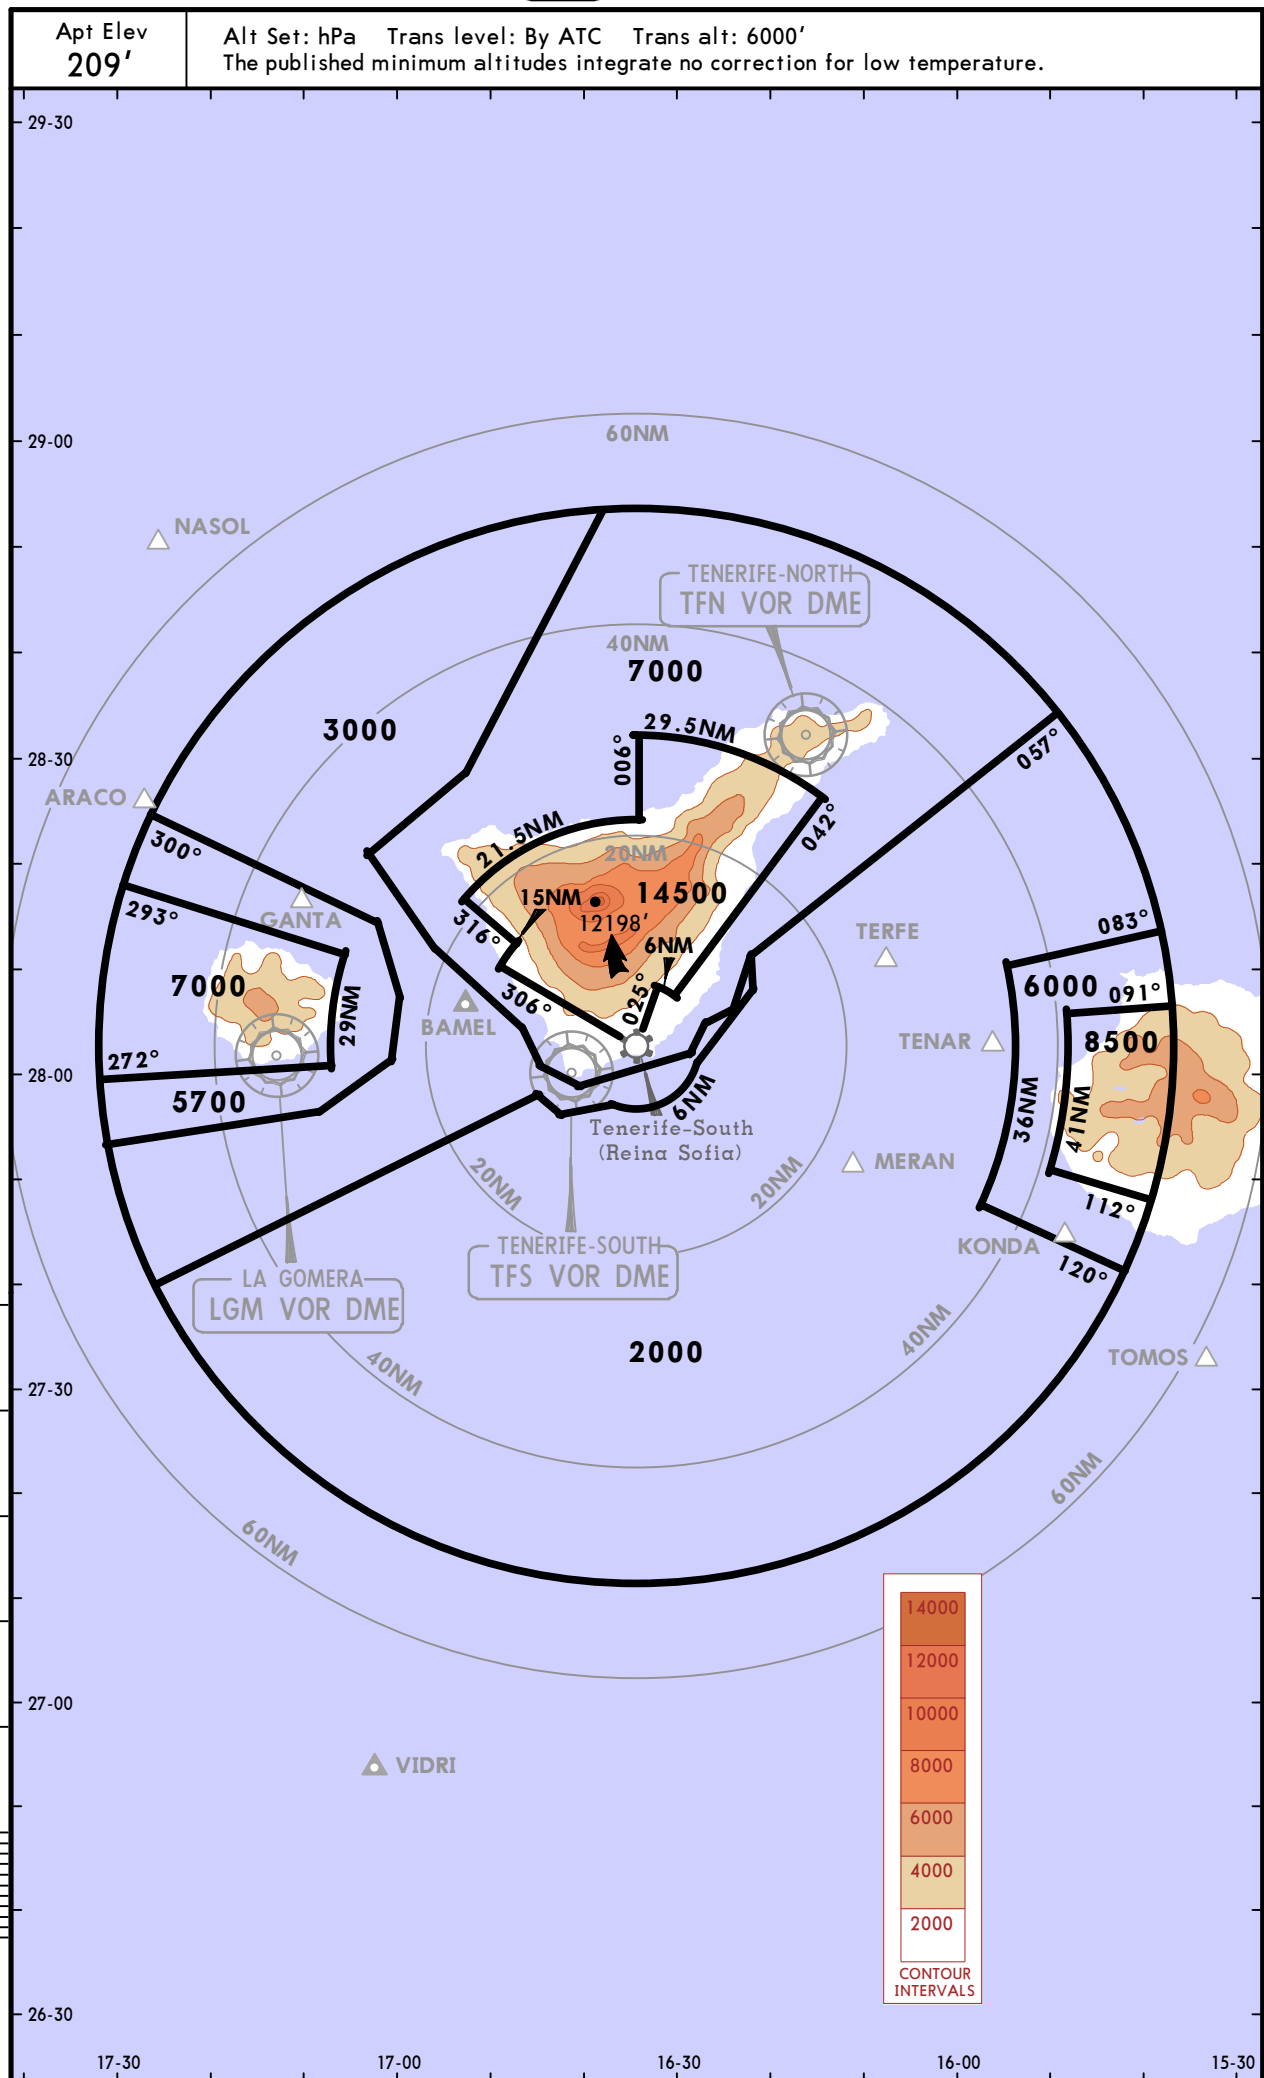 Apt Elev
209'
Alt Set: hPa Trans level: By ATC Trans alt: 6000'
The published minimum altitudes integrate no correction for low temperature.
29-30
29-00
60NM
NASOL
TENERIFE-NORTH
TFN VOR DME
40NM
7000
3000
29.5NM
006°
28-30
057°
ARACO
300°
21.5NM
042°
20NM
293°
GANTA
15NM
14500
12198'
316°
6NM
TERFE
083°
7000
306°
025°
6000
091°
29NM
BAMEL
TENAR
8500
272°
28-00
5700
6NM
36NM
41NM
Tenerife-South
(Reina Sofia)
MERAN
20NM
20NM
112°
KONDA
120°
TENERIFE-SOUTH
TFS VOR DME
LA GOMERA
LGM VOR DME
2000
40NM
40NM
TOMOS
27-30
60NM
60NM
14000
12000
10000
8000
6000
4000
2000
CONTOUR
INTERVALS
27-00
VIDRI
26-30
17-30
17-00
16-30
16-00
15-30